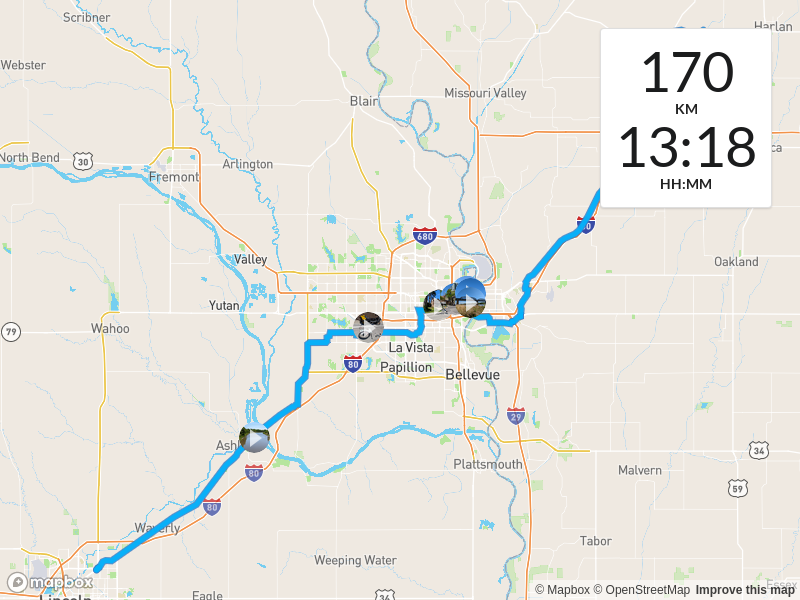 Scribner
Harlan
170
KM
13:18
HH:MM
Webster
Missouri Valley
Blair
North Bend
30
Arlington
Fremont
680
Valley
Oakland
Yutan
79
Wahoo
La Vista
80
Papillion
Bellevue
29
Ash
80
34
Plattsmouth
Malvern
59
80
Waverly
Tabor
Weeping Water
mapbox
Eagle
34
Essex
Lincoln
© Mapbox © OpenStreetMap Improve this map